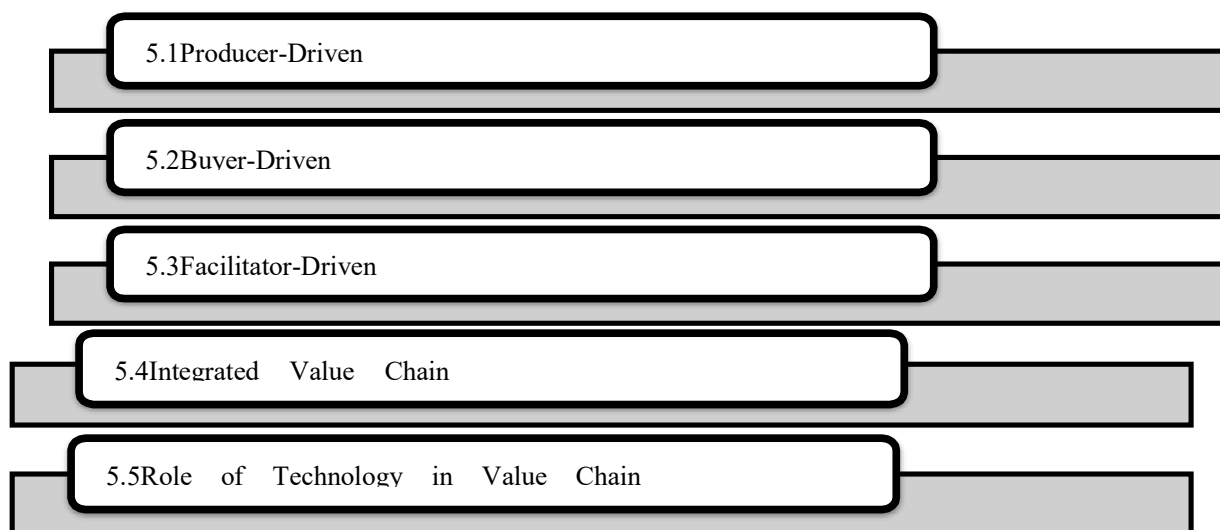 5.1Producer-Driven
5.2Buyer-Driven
5.3Facilitator-Driven
5.4Integrated Value Chain
5.5Role of Technology in Value Chain